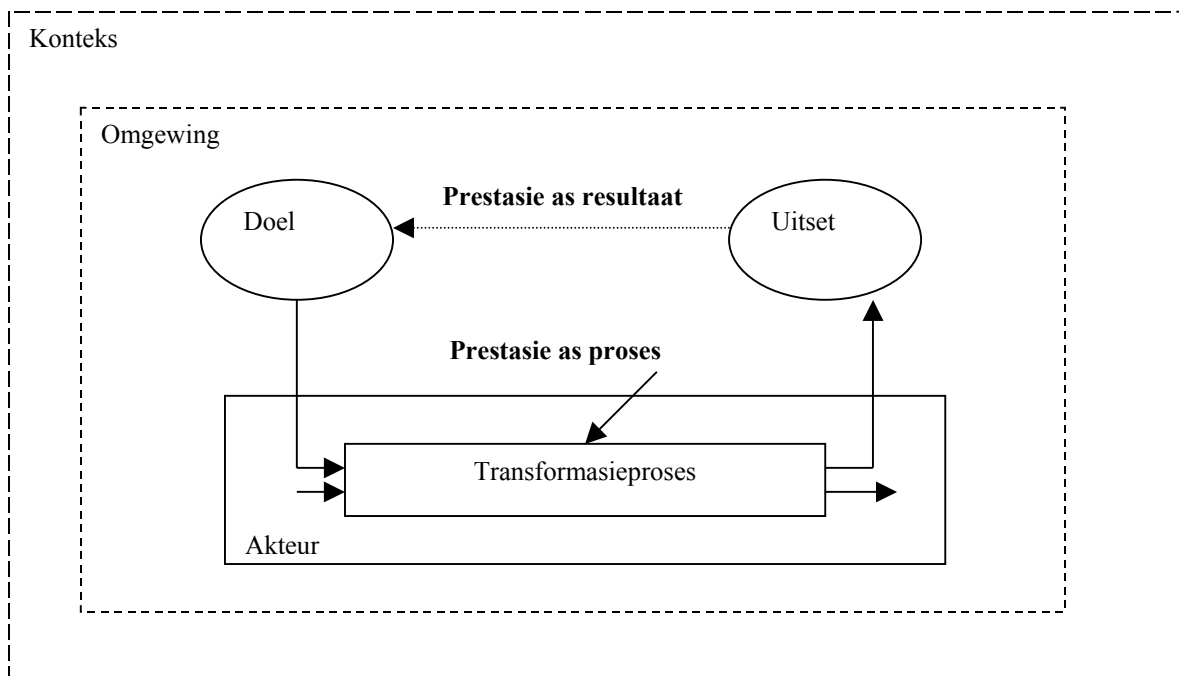 Konteks
Omgewing
Prestasie as resultaat
Doel
Uitset
Prestasie as proses
Transformasieproses
Akteur